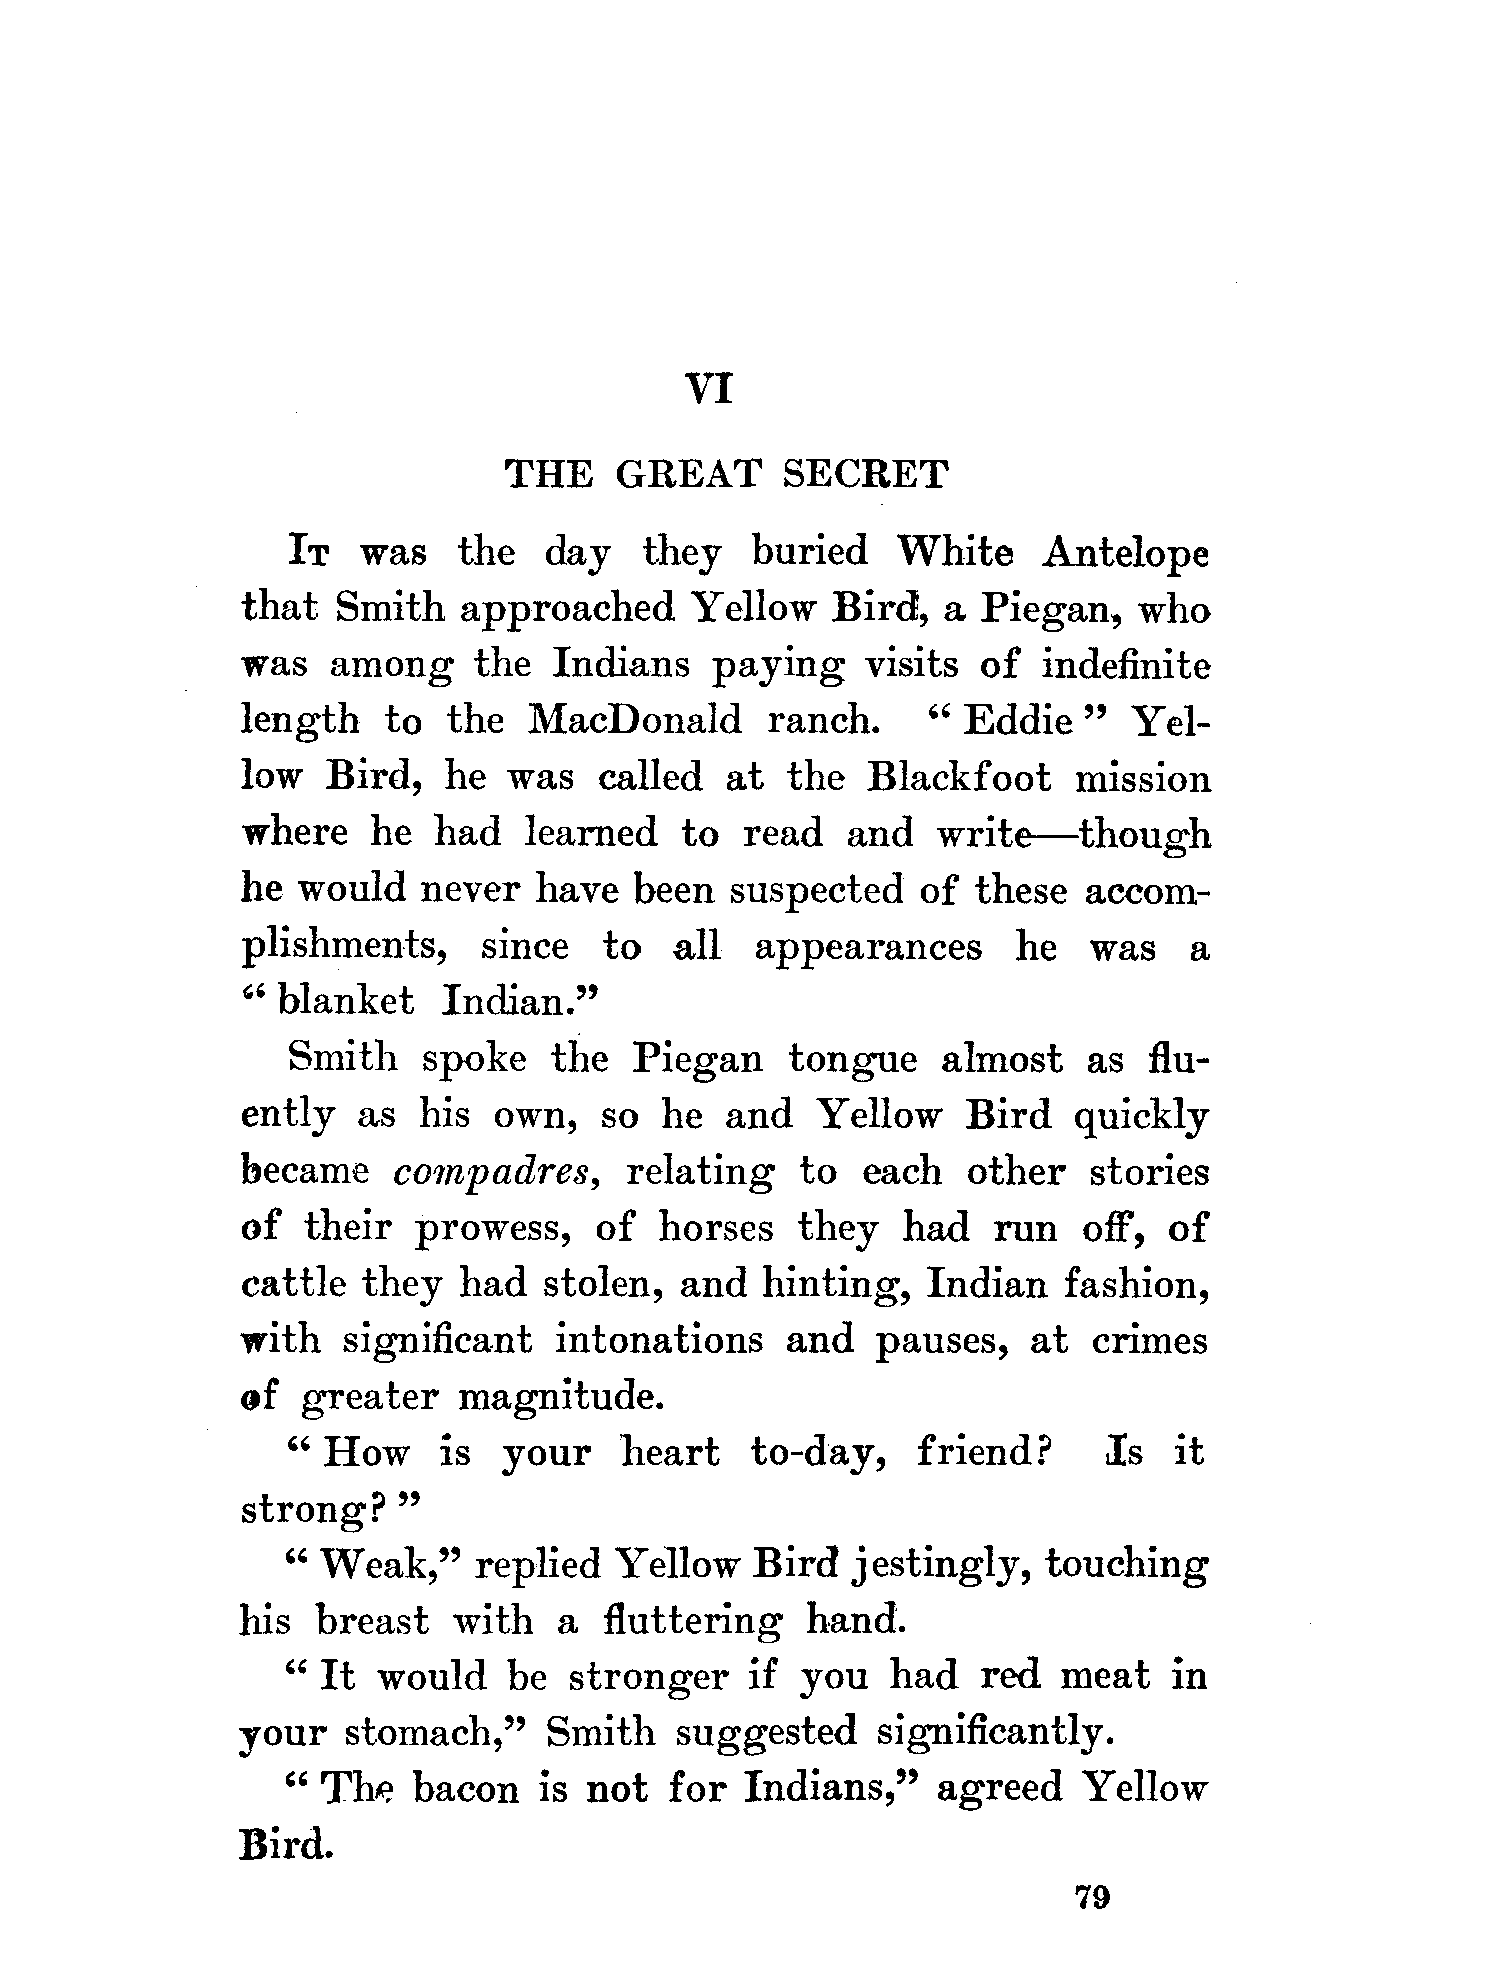 VI
THE GREAT SECRET
IT was the day they buried White Antelope
that Smith approached Yellow Bird, a Piegan, who
was among the Indians paying visits of indefinite
length to the MacDonald ranch. “ Eddie ” Yel-
low Bird, he was called at the Blackfoot mission
where he had learned to read and write—though
he would never have been suspected of these accom-
plishments, since to all appearances he was a
“ blanket Indian.”
Smith spoke the Piegan tongue almost as flu-
ently as his own, so he and Yellow Bird quickly
became compadres, relating to each other stories
of their prowess, of horses they had run off, of
cattle they had stolen, and hinting, Indian fashion,
with significant intonations and pauses, at crimes
of greater magnitude.
“ How is your heart to-day, friend? Is it
strong? ”
“ Weak,” replied Yellow Bird jestingly, touching
his breast with a fluttering hand.
“ It would be stronger if you had red meat in
your stomach,” Smith suggested significantly.
“ The bacon is not for Indians,” agreed Yellow
Bird.
79